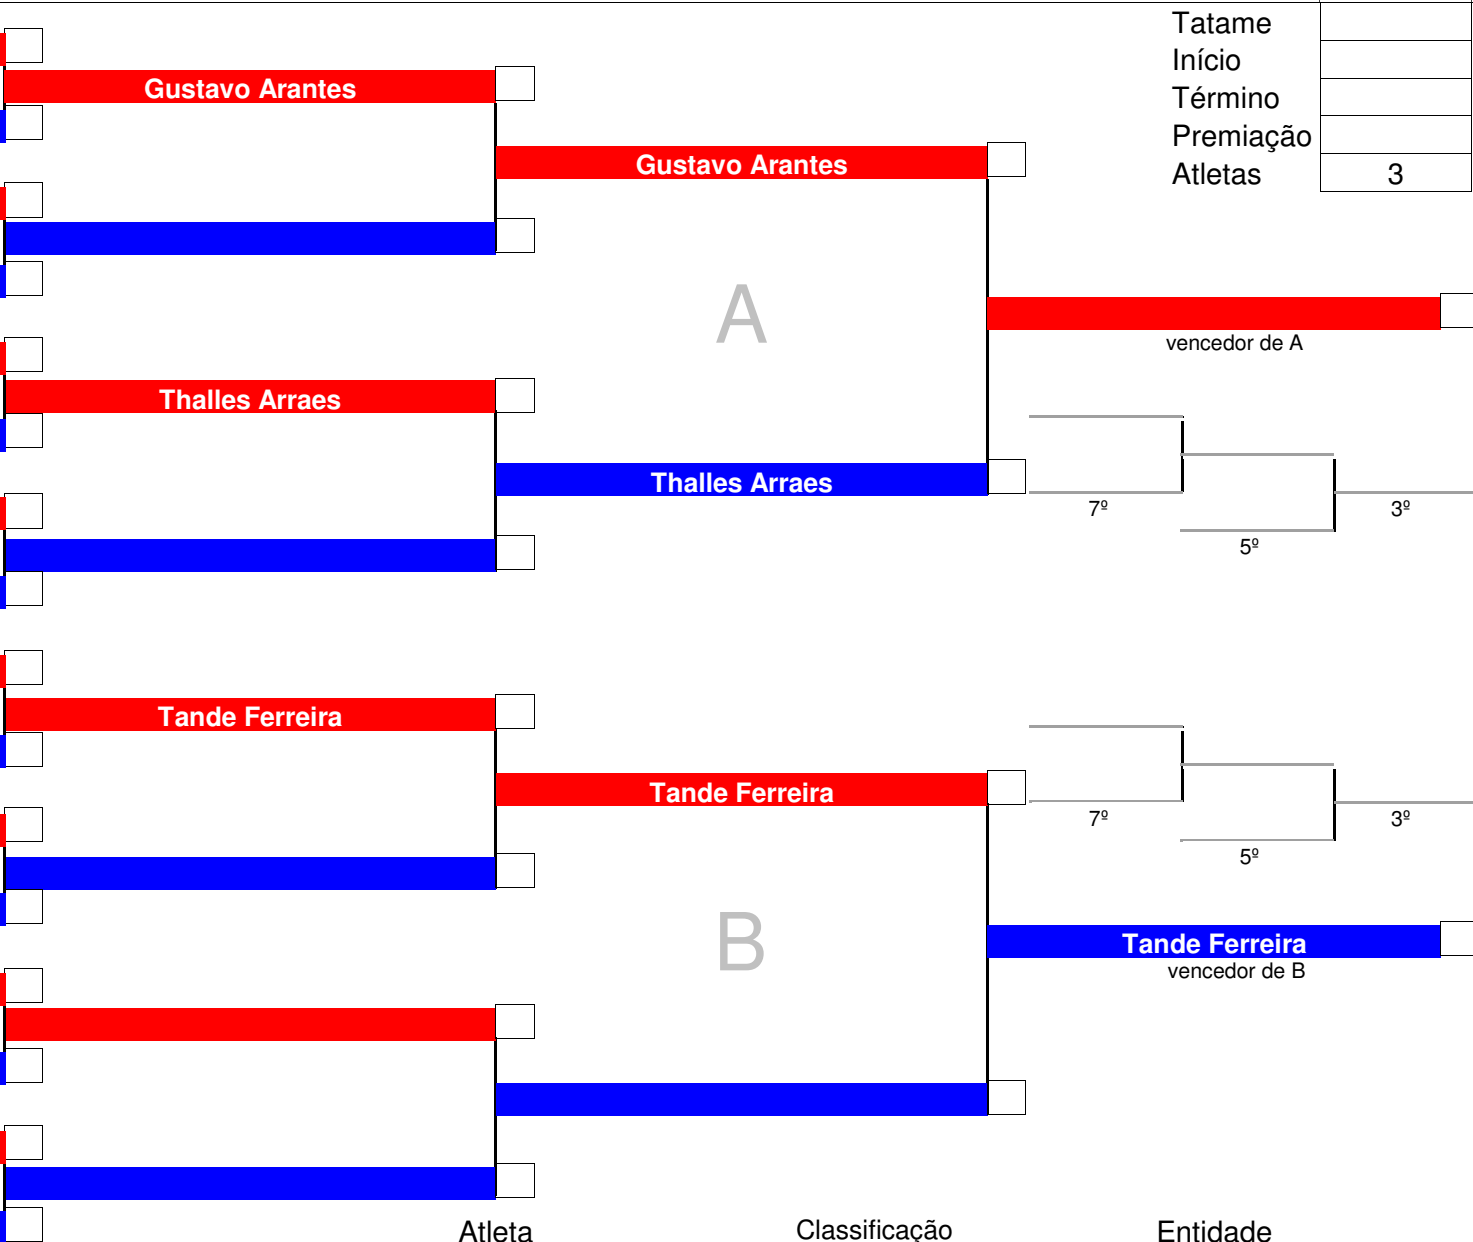 Tatame
Início
Término
Premiação
Atletas 3
Gustavo Arantes
Gustavo Arantes
A
vencedor de A
Thalles Arraes
Thalles Arraes
7º
3º
5º
Tande Ferreira
Tande Ferreira
7º
3º
5º
B
Tande Ferreira
vencedor de B
Atleta Classificação Entidade